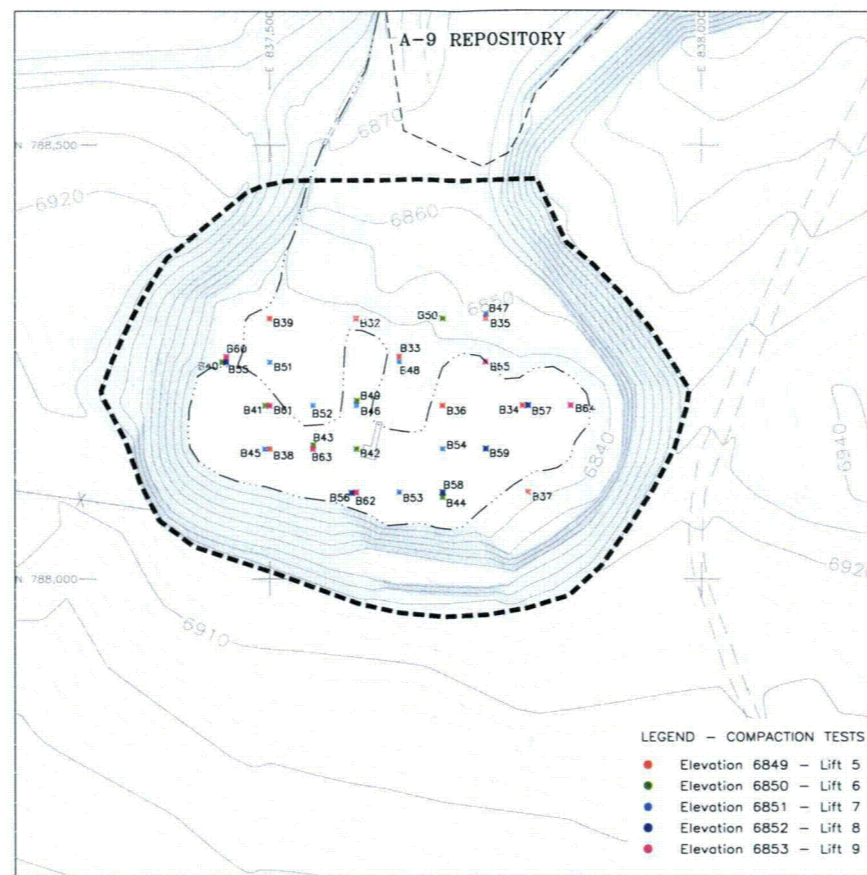 A-9 REPOSITORY
E 837,500
E 838,000
N 788,500
6870
6920
6860
6850
B47
B50
B39
B32
B35
B60
B33
B40
B55
B51
B48
B65
B49
B41
B61
B52
B46
B36
B34
B57
B64
B43
B45
B38
B63
B42
B54
B59
6840
6940
B58
B56
B62
B53
B44
B37
N 788,000
6920
6910
LEGEND – COMPACTION TESTS
Elevation 6849 – Lift 5
Elevation 6850 – Lift 6
Elevation 6851 – Lift 7
Elevation 6852 – Lift 8
Elevation 6853 – Lift 9